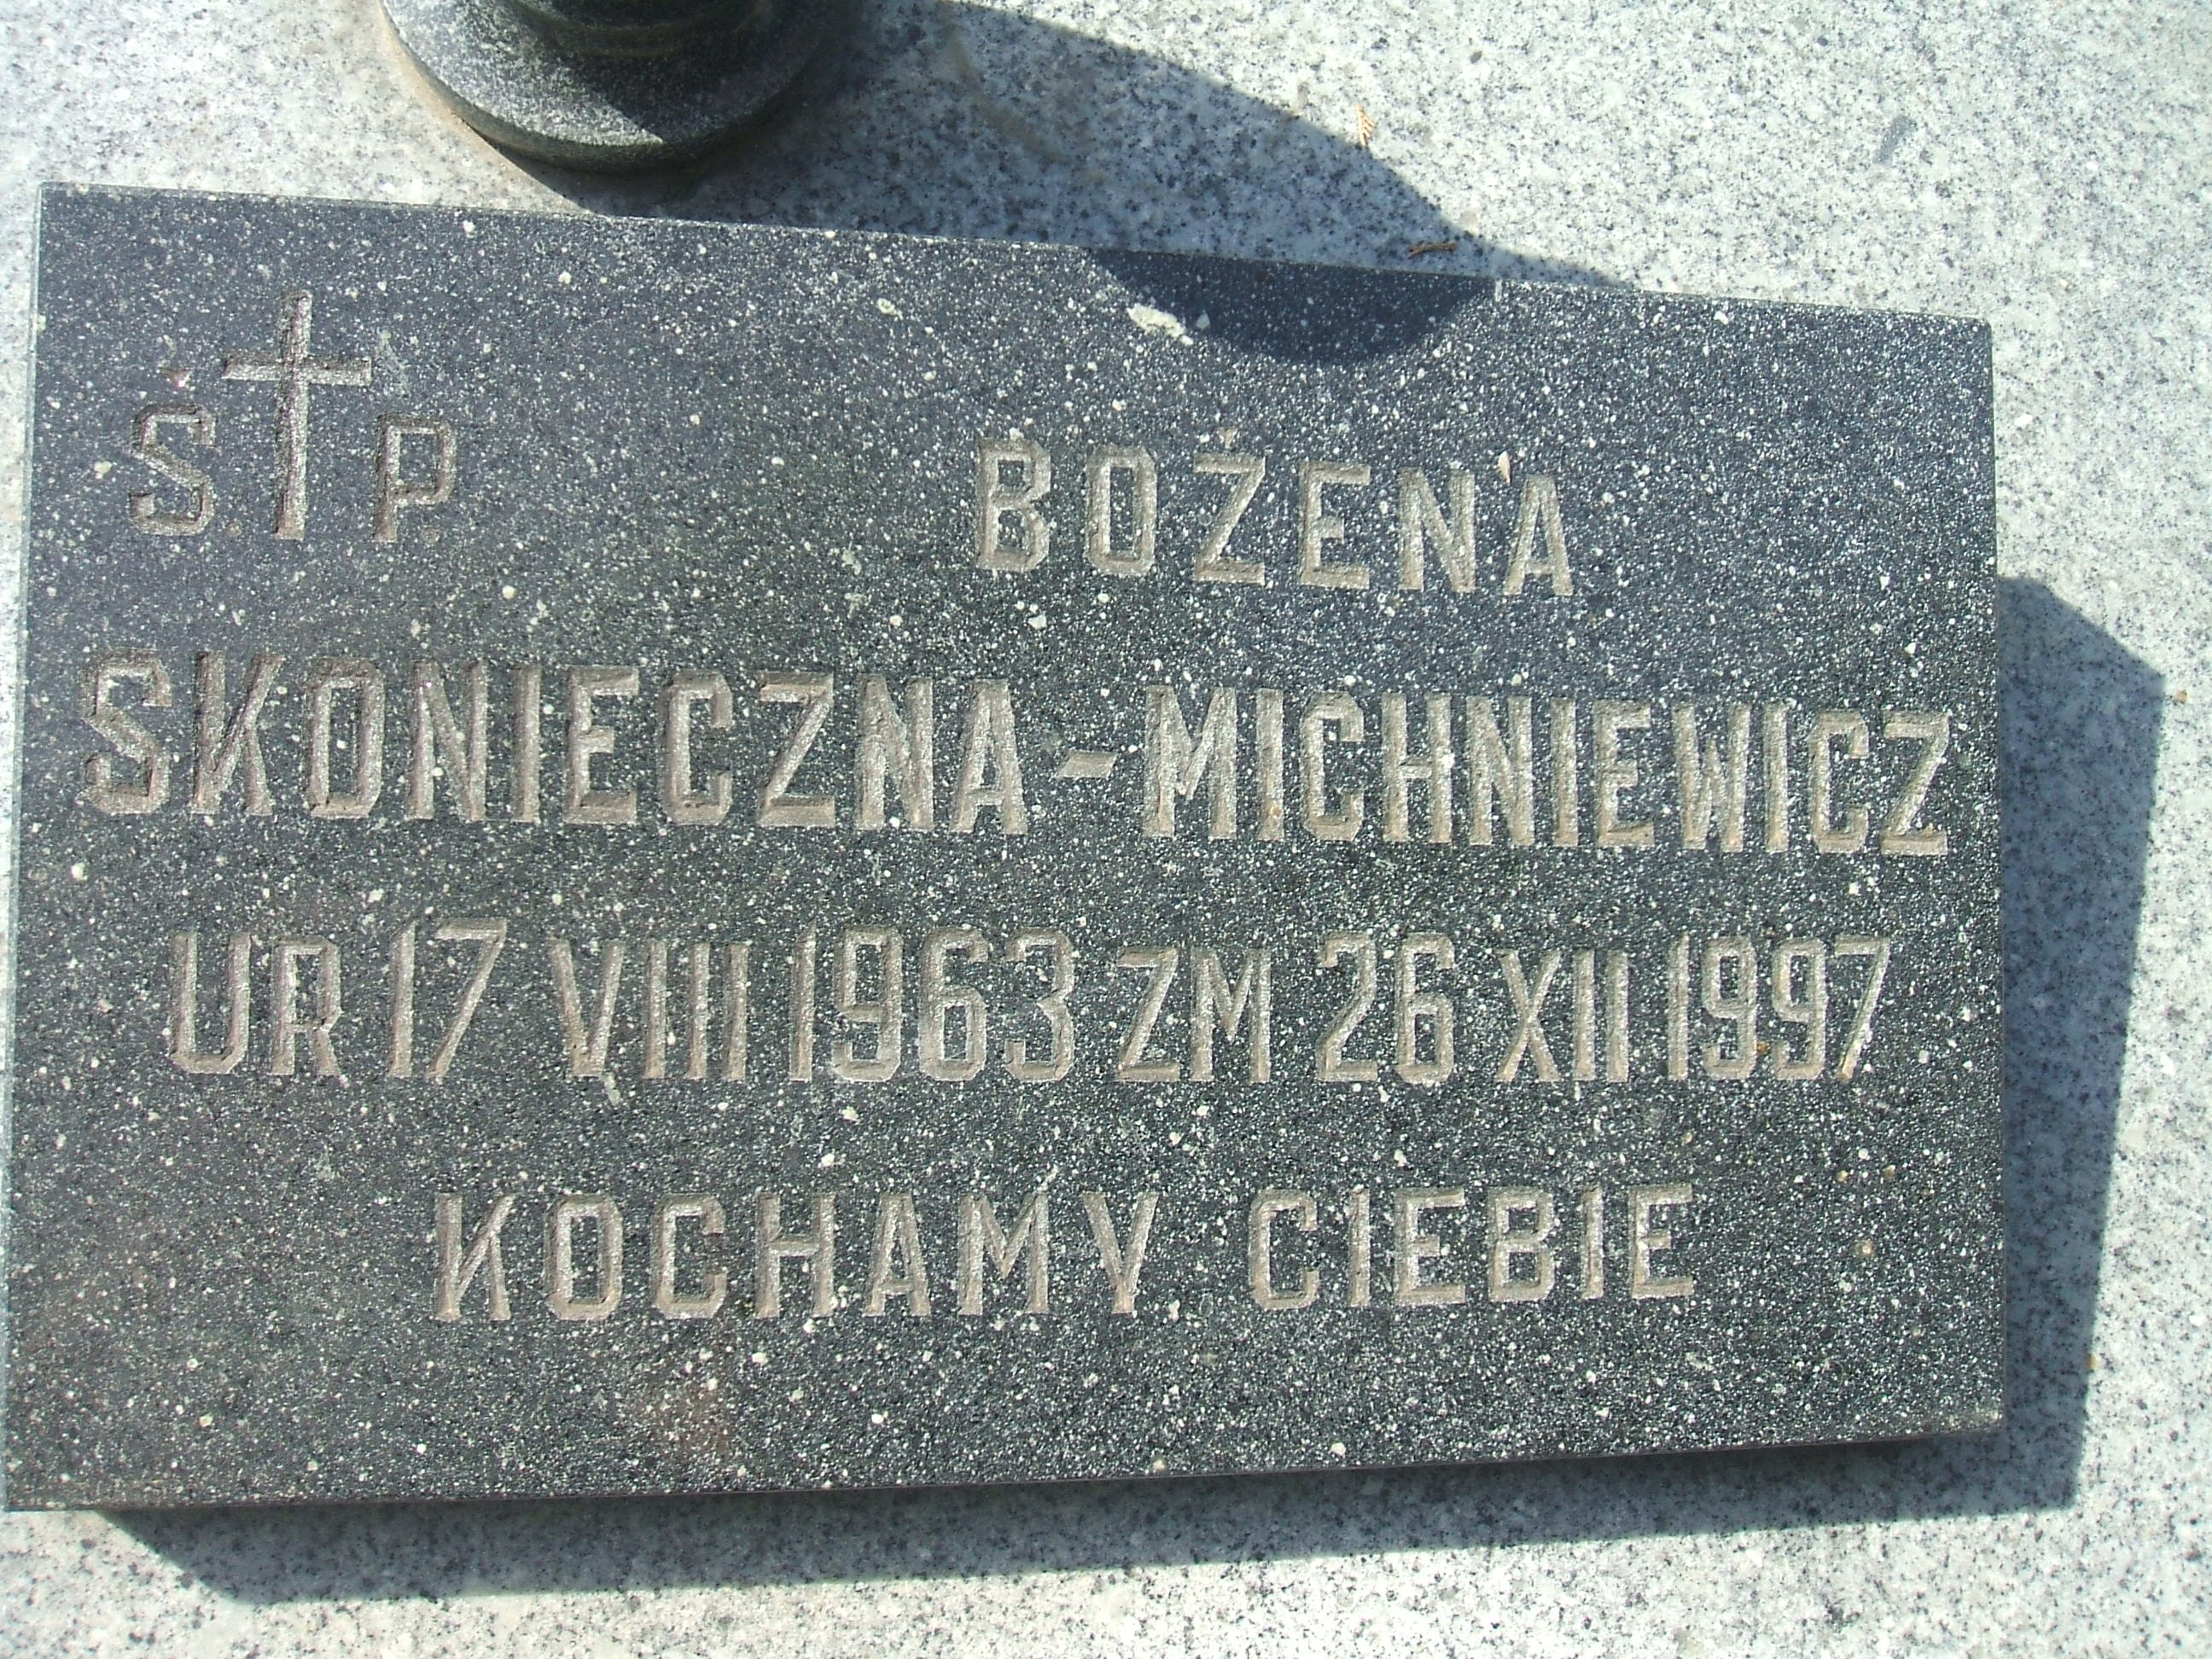 Ś. P. BOŻENA
SKONIECZNA-MICHNIEWICZ
UR 17 VIII 1963 ZM 26 XII 1997
KOCHAMY CIEBIE